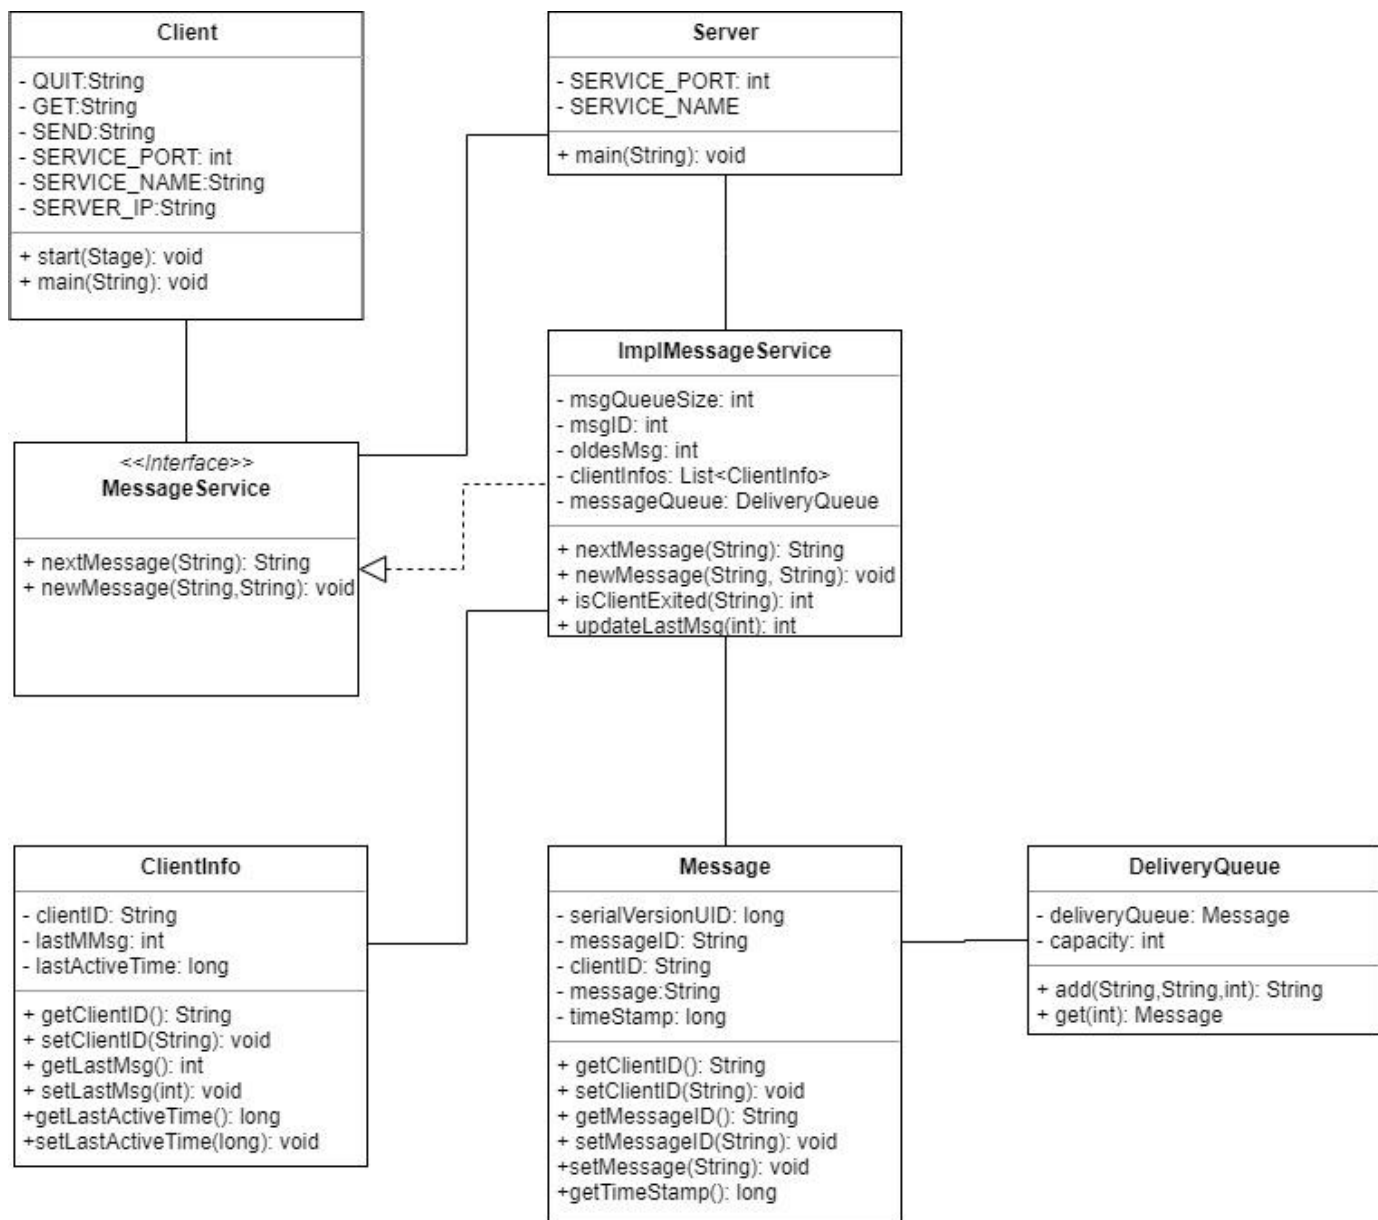 Client
- QUIT:String
- GET:String
- SEND:String
- SERVICE_PORT: int
- SERVICE_NAME:String
- SERVER_IP:String
+ start(Stage): void
+ main(String): void
Server
- SERVICE_PORT: int
- SERVICE_NAME
+ main(String): void
<<Interface>>
MessageService
+ nextMessage(String): String
+ newMessage(String,String): void
ImplMessageService
- msgQueueSize: int
- msgID: int
- oldesMsg: int
- clientInfos: List<ClientInfo>
- messageQueue: DeliveryQueue
+ nextMessage(String): String
+ newMessage(String, String): void
+ isClientExited(String): int
+ updateLastMsg(int): int
ClientInfo
- clientID: String
- lastMMsg: int
- lastActiveTime: long
+ getClientID(): String
+ setClientID(String): void
+ getLastMsg(): int
+ setLastMsg(int): void
+getLastActiveTime(): long
+setLastActiveTime(long): void
Message
- serialVersionUID: long
- messageID: String
- clientID: String
- message:String
- timeStamp: long
+ getClientID(): String
+ setClientID(String): void
+ getMessageID(): String
+ setMessageID(String): void
+setMessage(String): void
+getTimeStamp(): long
DeliveryQueue
- deliveryQueue: Message
- capacity: int
+ add(String,String,int): String
+ get(int): Message